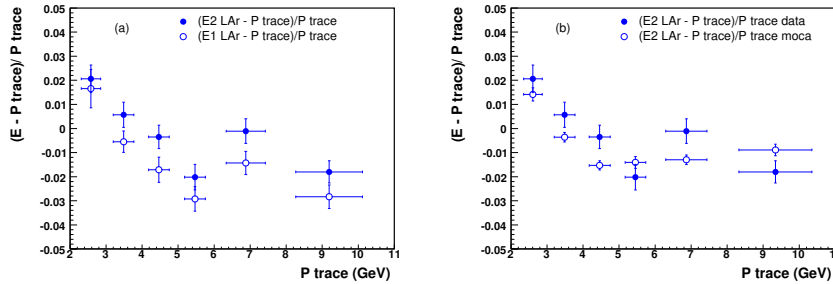 (E - P trace)/ P trace
0.05
0.04
0.03
0.02
0.01
0
-0.01
-0.02
-0.03
-0.04
-0.05
(a)
(E2 LAr - P trace)/P trace
(E1 LAr - P trace)/P trace
2 3 4 5 6 7 8 9 10 11
P trace (GeV)
(E - P trace)/ P trace
0.05
0.04
0.03
0.02
0.01
0
-0.01
-0.02
-0.03
-0.04
-0.05
(b)
(E2 LAr - P trace)/P trace data
(E2 LAr - P trace)/P trace moca
2 3 4 5 6 7 8 9 10 11
P trace (GeV)